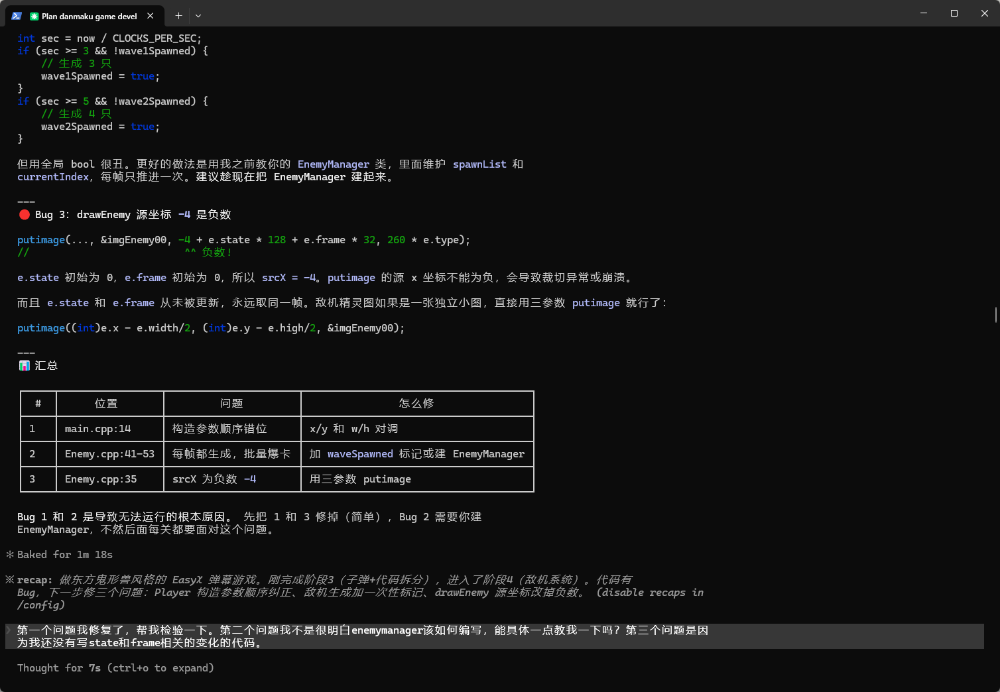 Plan danmaku game devel
int sec = now / CLOCKS_PER_SEC;
if (sec >= 3 && !wave1Spawned) {
    // 生成 3 只
    wave1Spawned = true;
}
if (sec >= 5 && !wave2Spawned) {
    // 生成 4 只
    wave2Spawned = true;
}
但用全局 bool 很丑。更好的做法是用我之前教你的 EnemyManager 类，里面维护 spawnList 和
currentIndex，每帧只推进一次。建议趁现在把 EnemyManager 建起来。
---
🔴 Bug 3：drawEnemy 源坐标 -4 是负数
putimage(..., &imgEnemy00, -4 + e.state * 128 + e.frame * 32, 260 * e.type);
//                          ^^ 负数！
e.state 初始为 0，e.frame 初始为 0，所以 srcX = -4。putimage 的源 x 坐标不能为负，会导致裁切异常或崩溃。
而且 e.state 和 e.frame 从未被更新，永远取同一帧。敌机精灵图如果是一张独立小图，直接用三参数 putimage 就行了：
putimage((int)e.x - e.width/2, (int)e.y - e.high/2, &imgEnemy00);
---
📊 汇总
# 位置 问题 怎么修
1 main.cpp:14 构造参数顺序错位 x/y 和 w/h 对调
2 Enemy.cpp:41-53 每帧都生成，批量爆卡 加 waveSpawned 标记或建 EnemyManager
3 Enemy.cpp:35 srcX 为负数 -4 用三参数 putimage
Bug 1 和 2 是导致无法运行的根本原因。 先把 1 和 3 修掉（简单），Bug 2 需要你建
EnemyManager，不然后面每关都要面对这个问题。
✻ Baked for 1m 18s
※ recap: 做东方鬼形兽风格的 EasyX 弹幕游戏。刚完成阶段3（子弹+代码拆分），进入了阶段4（敌机系统）。代码有
Bug，下一步修三个问题：Player 构造参数顺序纠正、敌机生成加一次性标记、drawEnemy 源坐标改掉负数。 (disable recaps in
/config)
❯ 第一个问题我修复了，帮我检验一下。第二个问题我不是很明白enemymanager该如何编写，能具体一点教我一下吗？第三个问题是因
为我还没有写state和frame相关的变化的代码。
Thought for 7s (ctrl+o to expand)